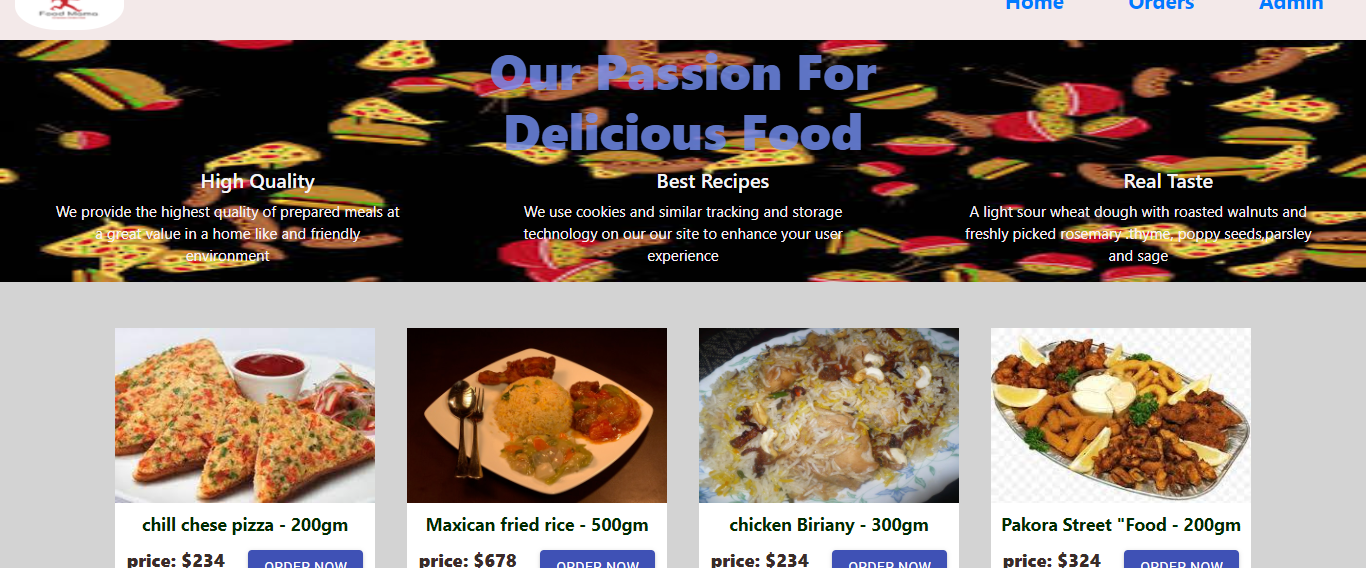 Food Mama
Home Orders Admin
Our Passion For
Delicious Food
High Quality
We provide the highest quality of prepared meals at
a great value in a home like and friendly
environment
Best Recipes
We use cookies and similar tracking and storage
technology on our our site to enhance your user
experience
Real Taste
A light sour wheat dough with roasted walnuts and
freshly picked rosemary .thyme, poppy seeds,parsley
and sage
chill chese pizza - 200gm
price: $234 ORDER NOW
Maxican fried rice - 500gm
price: $678 ORDER NOW
chicken Biriany - 300gm
price: $234 ORDER NOW
Pakora Street "Food - 200gm
price: $324 ORDER NOW